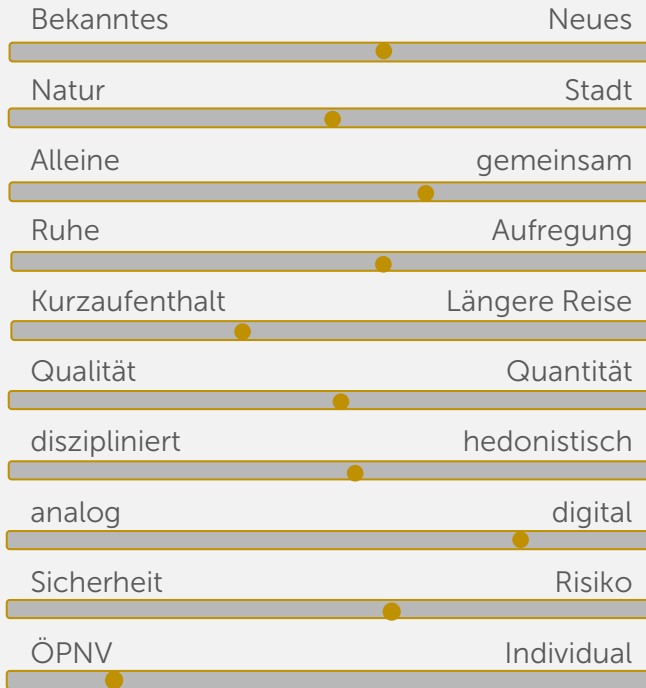 Bekanntes Neues
Natur Stadt
Alleine gemeinsam
Ruhe Aufregung
Kurzaufenthalt Längere Reise
Qualität Quantität
diszipliniert hedonistisch
analog digital
Sicherheit Risiko
ÖPNV Individual